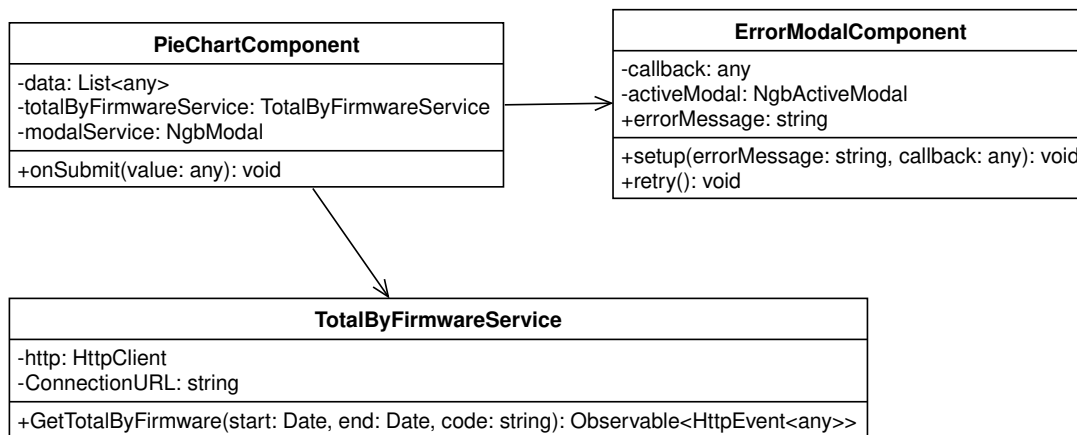 PieChartComponent
-data: List<any>
-totalByFirmwareService: TotalByFirmwareService
-modalService: NgbModal
+onSubmit(value: any): void
ErrorModalComponent
-callback: any
-activeModal: NgbActiveModal
+errorMessage: string
+setup(errorMessage: string, callback: any): void
+retry(): void
TotalByFirmwareService
-http: HttpClient
-ConnectionURL: string
+GetTotalByFirmware(start: Date, end: Date, code: string): Observable<HttpEvent<any>>